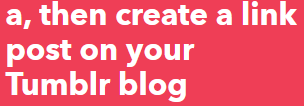 a, then create a link
post on your
Tumblr blog